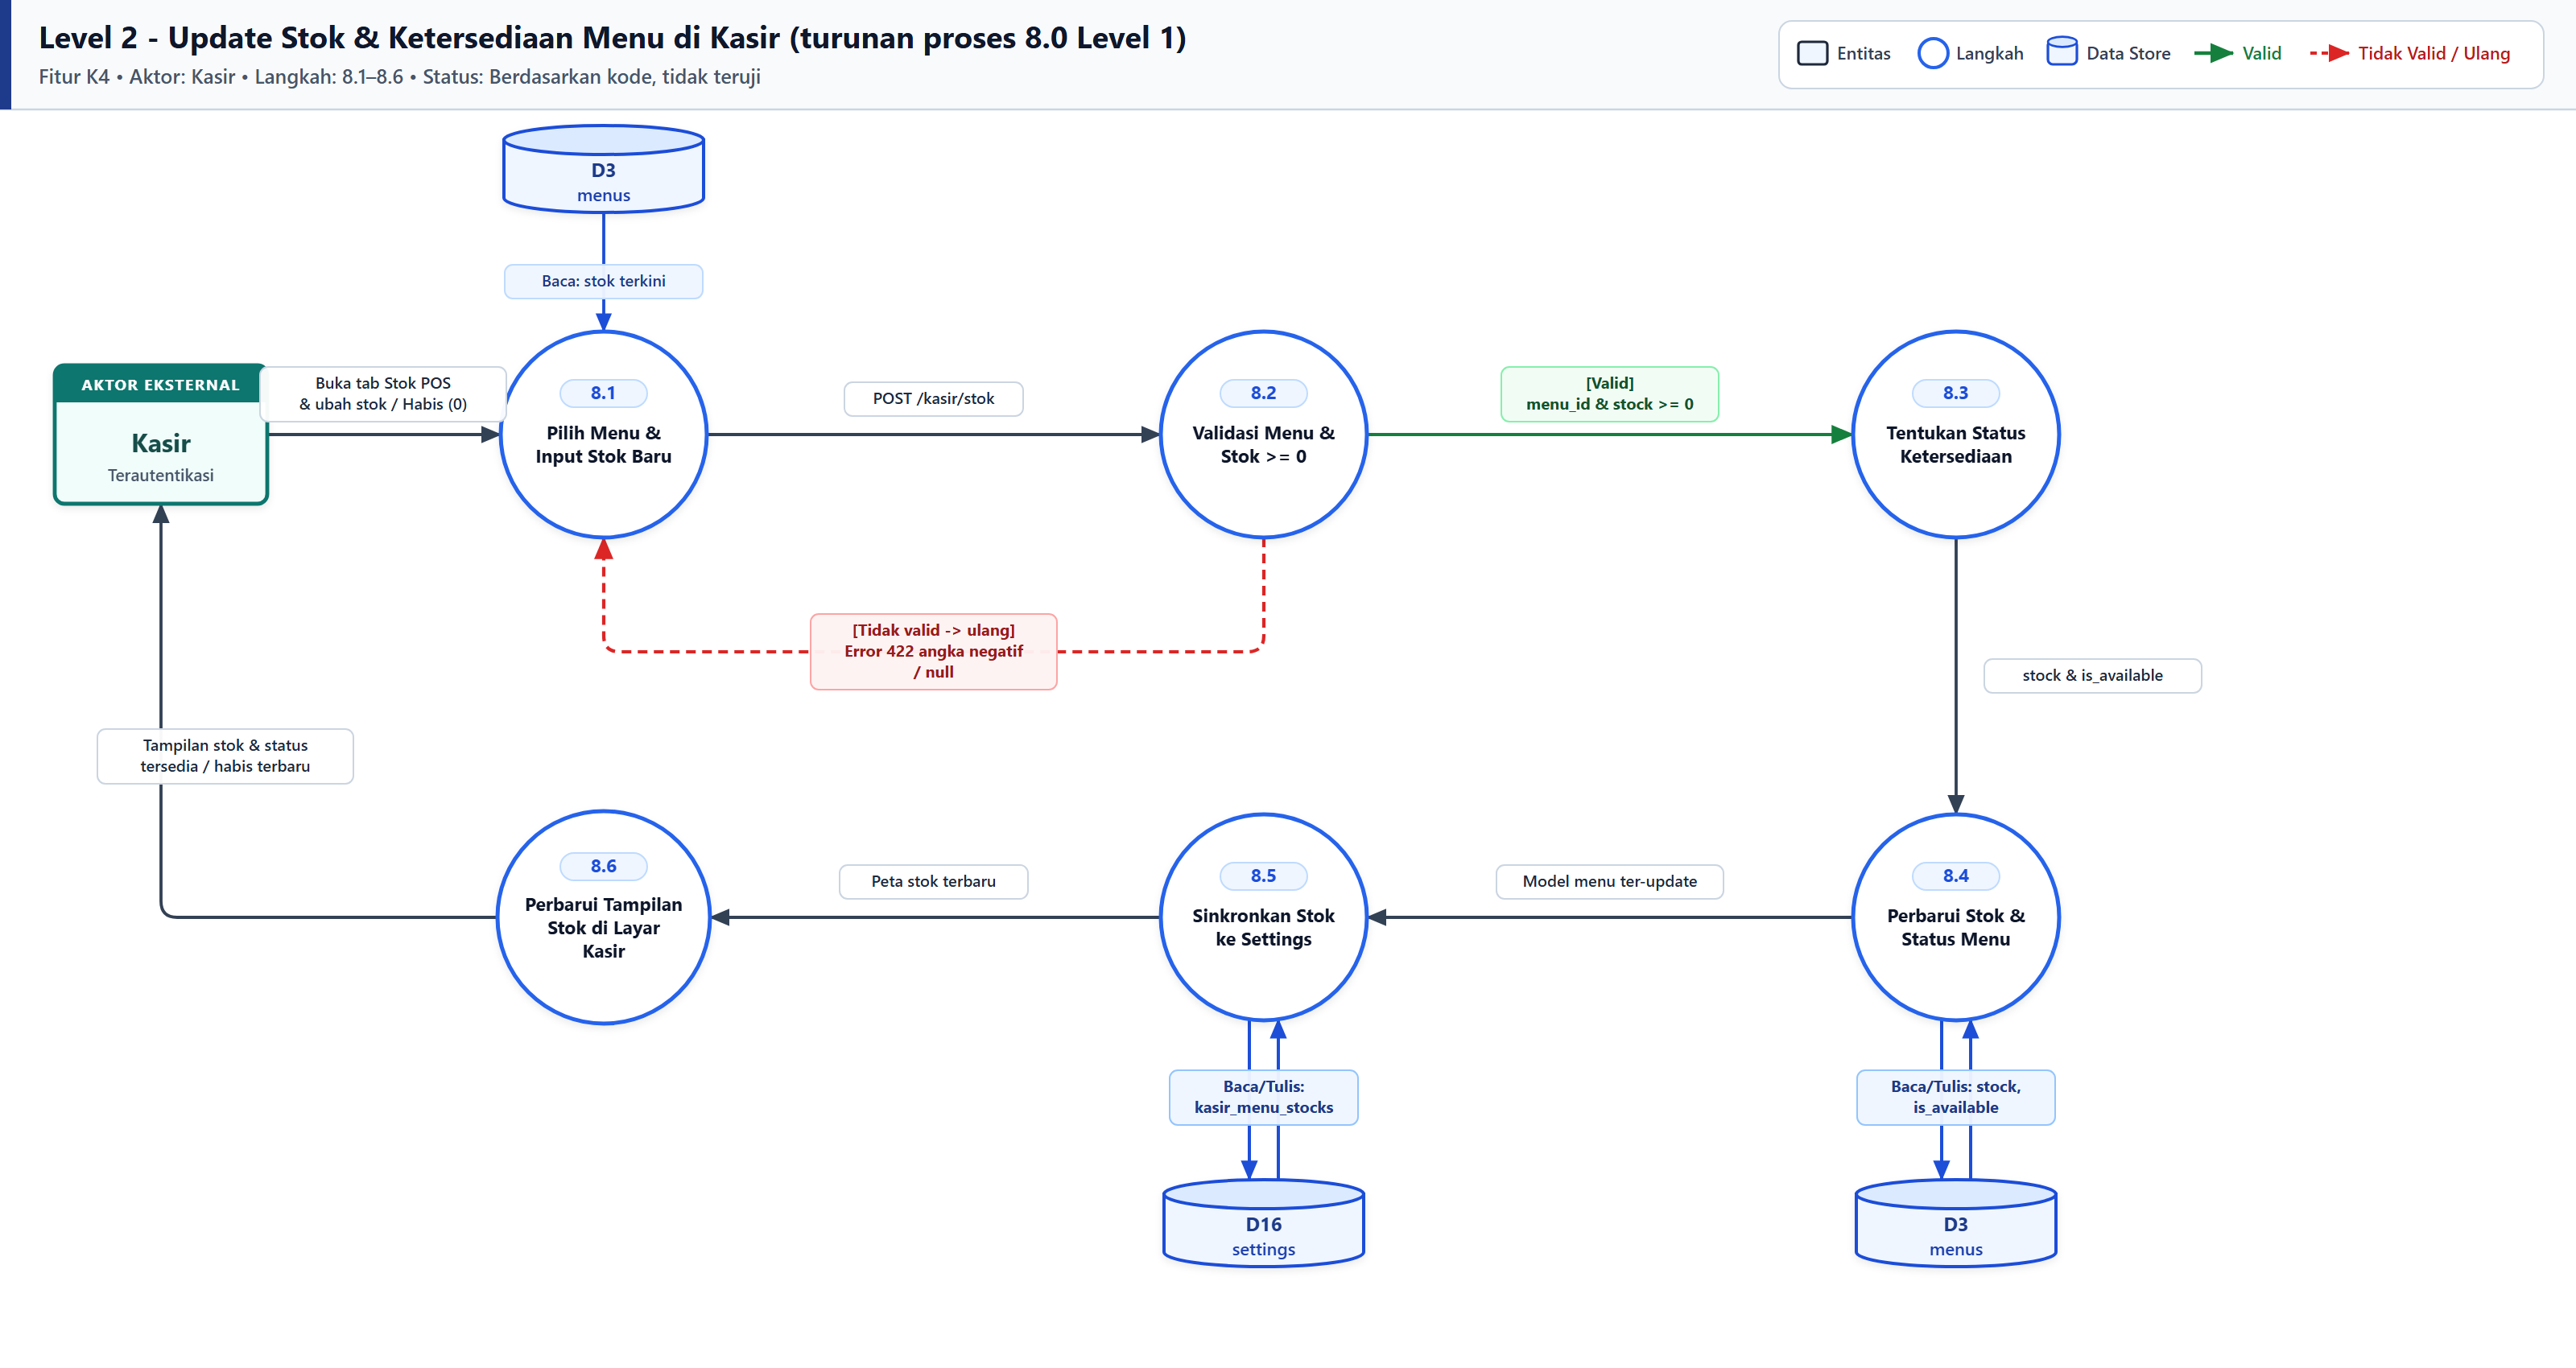 Level 2 - Update Stok & Ketersediaan Menu di Kasir (turunan proses 8.0 Level 1)
Fitur K4 • Aktor: Kasir • Langkah: 8.1–8.6 • Status: Berdasarkan kode, tidak teruji
Entitas
Langkah
Data Store
Valid
Tidak Valid / Ulang
D3
menus
Baca: stok terkini
AKTOR EKSTERNAL
Kasir
Terautentikasi
Buka tab Stok POS
& ubah stok / Habis (0)
8.1
Pilih Menu &
Input Stok Baru
POST /kasir/stok
8.2
Validasi Menu &
Stok >= 0
[Valid]
menu_id & stock >= 0
8.3
Tentukan Status
Ketersediaan
[Tidak valid -> ulang]
Error 422 angka negatif
/ null
stock & is_available
Tampilan stok & status
tersedia / habis terbaru
8.6
Perbarui Tampilan
Stok di Layar
Kasir
Peta stok terbaru
8.5
Sinkronkan Stok
ke Settings
Model menu ter-update
8.4
Perbarui Stok &
Status Menu
Baca/Tulis:
kasir_menu_stocks
Baca/Tulis: stock,
is_available
D16
settings
D3
menus